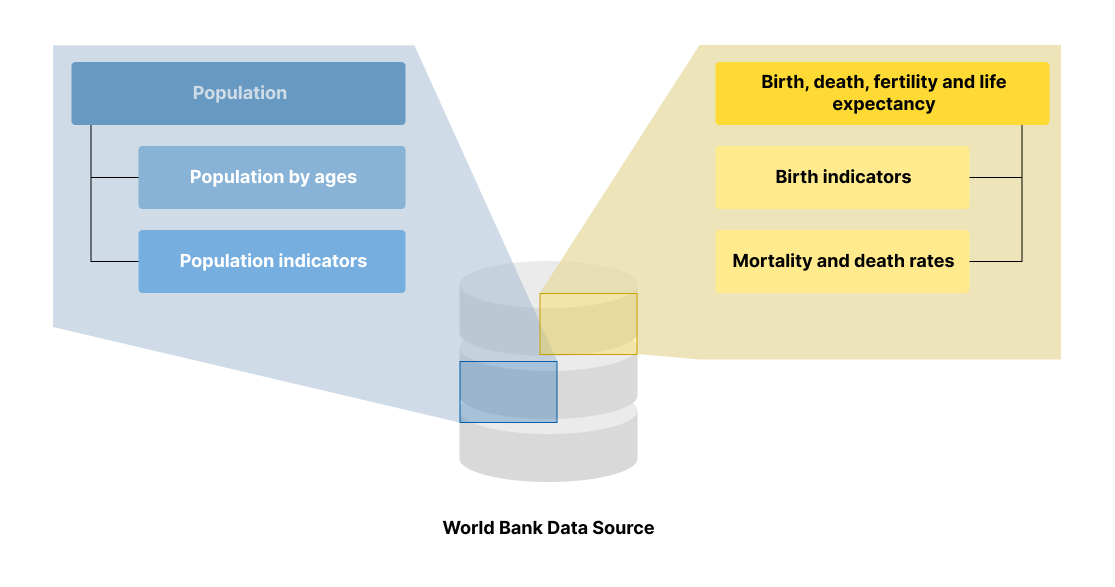 Population
Population by ages
Population indicators
Birth, death, fertility and life
expectancy
Birth indicators
Mortality and death rates
World Bank Data Source